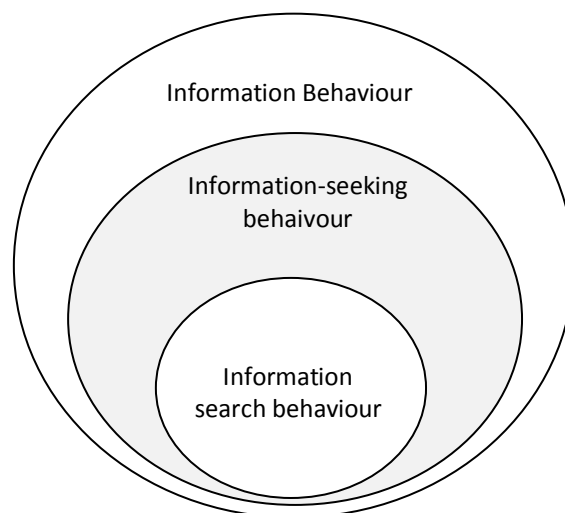 Information Behaviour
Information-seeking
behaivour
Information
search behaviour